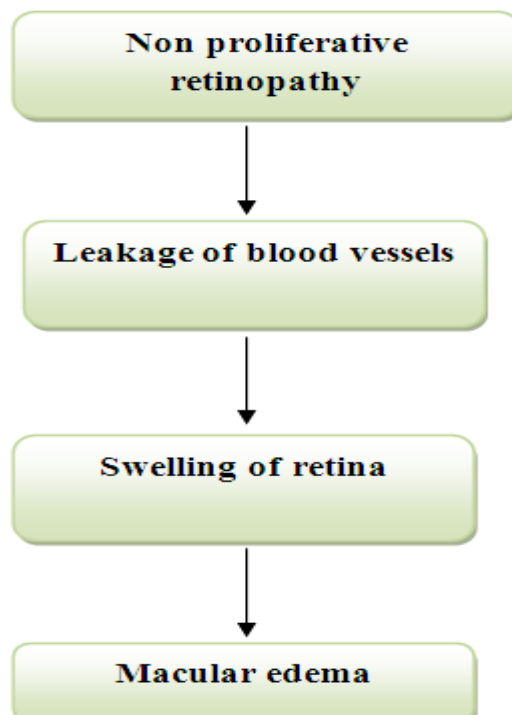 Non proliferative
retinopathy
Leakage of blood vessels
Swelling of retina
Macular edema